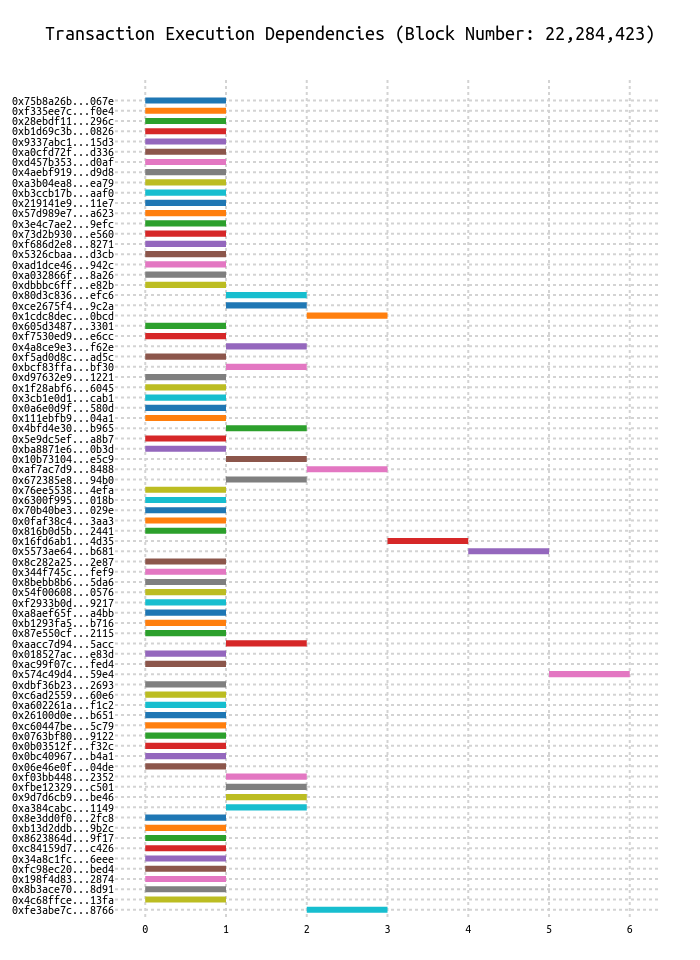 Transaction Execution Dependencies (Block Number: 22,284,423)
0x75b8a26b...067e
0xf335ee7c...f0e4
0x28ebdf11...296c
0xb1d69c3b...0826
0x9337abc1...15d3
0xa0cfd72f...d336
0xd457b353...d0af
0x4aebf919...d9d8
0xa3b04ea8...ea79
0xb3ccb17b...aaf0
0x219141e9...11e7
0x57d989e7...a623
0x3e4c7ae2...9efc
0x73d2b930...e560
0xf686d2e8...8271
0x5326cbaa...d3cb
0xad1dce46...942c
0xa032866f...8a26
0xdbbbc6ff...e82b
0x80d3c836...efc6
0xce2675f4...9c2a
0x1cdc8dec...0bcd
0x605d3487...3301
0xf7530ed9...e6cc
0x4a8ce9e3...f62e
0xf5ad0d8c...ad5c
0xbcf83ffa...bf30
0xd97632e9...1221
0x1f28abf6...6045
0x3cb1e0d1...cab1
0x0a6e0d9f...580d
0x111ebfb9...04a1
0x4bfd4e30...b965
0x5e9dc5ef...a8b7
0xba8871e6...0b3d
0x10b73104...e5c9
0xaf7ac7d9...8488
0x672385e8...94b0
0x76ee5538...4efa
0x6300f995...018b
0x70b40be3...029e
0x0faf38c4...3aa3
0x816b0d5b...2441
0x16fd6ab1...4d35
0x5573ae64...b681
0x8c282a25...2e87
0x344f745c...fef9
0x8bebb8b6...5da6
0x54f00608...0576
0xf2933b0d...9217
0xa8aef65f...a4bb
0xb1293fa5...b716
0x87e550cf...2115
0xaacc7d94...5acc
0x018527ac...e83d
0xac99f07c...fed4
0x574c49d4...59e4
0xdbf36b23...2693
0xc6ad2559...60e6
0xa602261a...f1c2
0x26100d0e...b651
0xc60447be...5c79
0x0763bf80...9122
0x0b03512f...f32c
0x0bc40967...b4a1
0x06e46e0f...04de
0xf03bb448...2352
0xfbe12329...c501
0x9d7d6cb9...be46
0xa384cabc...1149
0x8e3dd0f0...2fc8
0xb13d2ddb...9b2c
0x8623864d...9f17
0xc84159d7...c426
0x34a8c1fc...6eee
0xfc98ec20...bed4
0x198f4d83...2874
0x8b3ace70...8d91
0x4c68ffce...13fa
0xfe3abe7c...8766
0 1 2 3 4 5 6